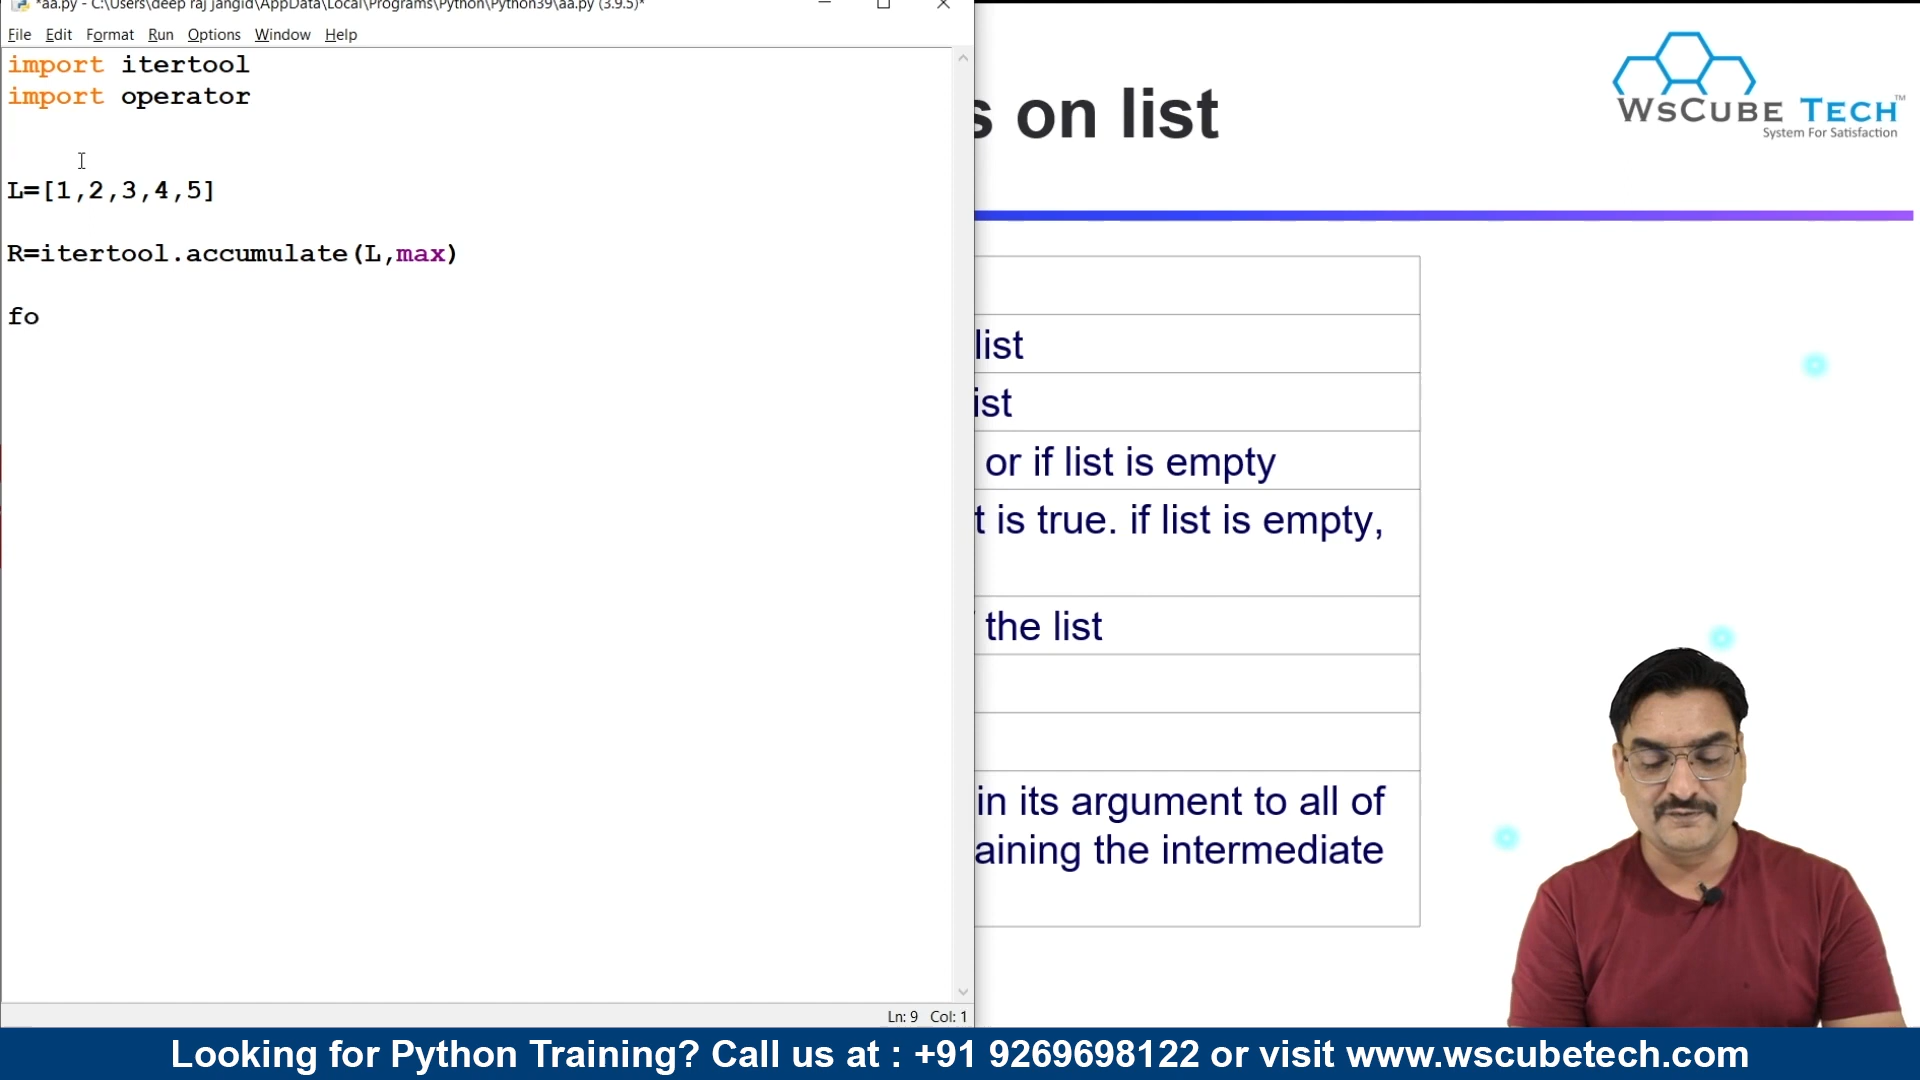 *aa.py - C:\Users\deep raj jangid\AppData\Local\Programs\Python\Python39\aa.py (3.9.5)*
File Edit Format Run Options Window Help
import itertool
import operator
L=[1,2,3,4,5]
R=itertool.accumulate(L,max)
fo
Ln: 9 Col: 1
s on list
WsCube Tech™
System For Satisfaction
list
ist
or if list is empty
t is true. if list is empty,
the list
in its argument to all of
aining the intermediate
Looking for Python Training? Call us at : +91 9269698122 or visit www.wscubetech.com